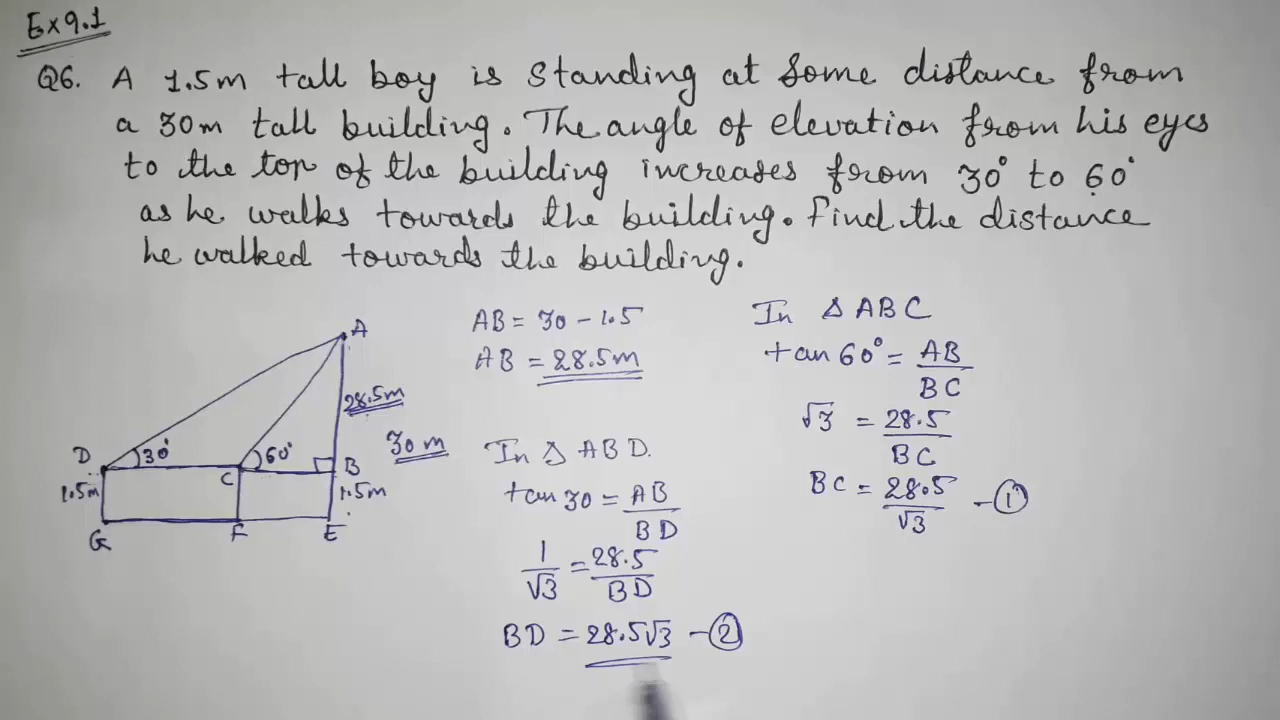 Ex 9.1
Q6. A 1.5m tall boy is standing at some distance from
a 30m tall building. The angle of elevation from his eyes
to the top of the building increases from 30° to 60°
as he walks towards the building. Find the distance
he walked towards the building.
A
28.5m
30 m
D
30°
60°
C
B
1.5m
1.5m
G
F
E
AB = 30 - 1.5
AB = 28.5m
In Δ ABD.
tan 30 = AB
BD
1
√3
= 28.5
BD
BD = 28.5√3 - ②
In Δ ABC
tan 60° = AB
BC
√3 = 28.5
BC
BC = 28.5
√3
- ①